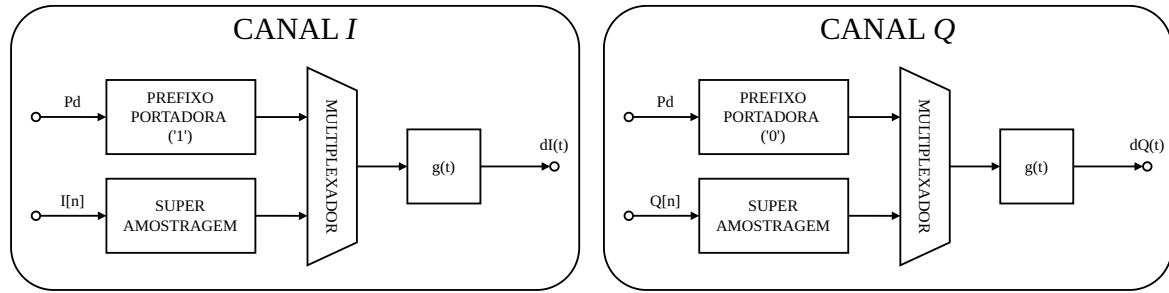 CANAL I
Pd
PREFIXO
PORTADORA
('1')
I[n]
SUPER
AMOSTRAGEM
MULTIPLEXADOR
g(t)
dI(t)
CANAL Q
Pd
PREFIXO
PORTADORA
('0')
Q[n]
SUPER
AMOSTRAGEM
MULTIPLEXADOR
g(t)
dQ(t)